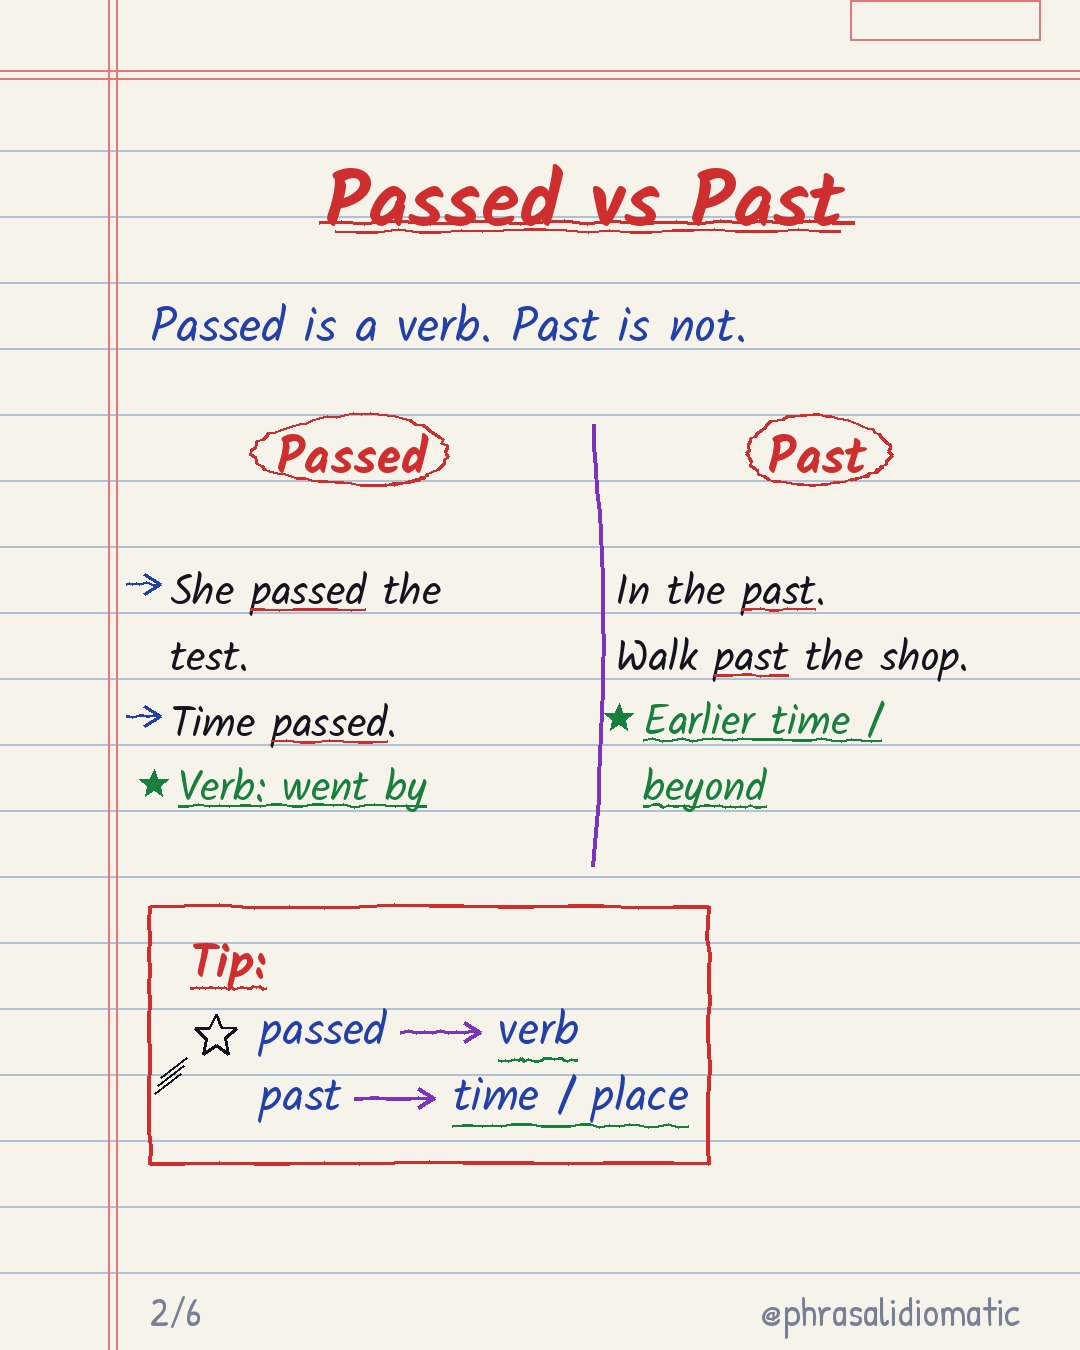 Passed vs Past
Passed is a verb. Past is not.
Passed
She passed the
test.
Time passed.
Verb: went by
Past
In the past.
Walk past the shop.
Earlier time /
beyond
Tip:
passed → verb
past → time / place
2/6
@phrasalidiomatic